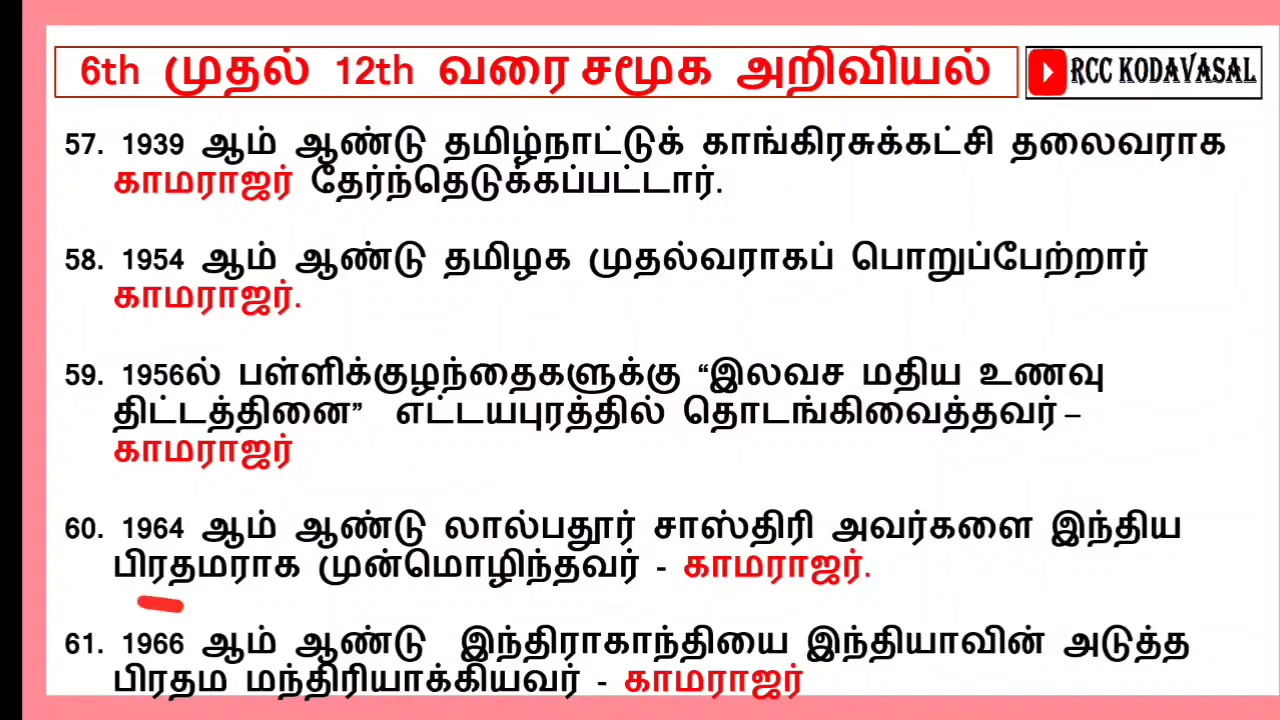 6th முதல் 12th வரை சமூக அறிவியல்
RCC KODAVASAL
57. 1939 ஆம் ஆண்டு தமிழ்நாட்டுக் காங்கிரசுக்கட்சி தலைவராக
காமராஜர் தேர்ந்தெடுக்கப்பட்டார்.
58. 1954 ஆம் ஆண்டு தமிழக முதல்வராகப் பொறுப்பேற்றார்
காமராஜர்.
59. 1956ல் பள்ளிக்குழந்தைகளுக்கு “இலவச மதிய உணவு
திட்டத்தினை” எட்டயபுரத்தில் தொடங்கிவைத்தவர் –
காமராஜர்
60. 1964 ஆம் ஆண்டு லால்பதூர் சாஸ்திரி அவர்களை இந்திய
பிரதமராக முன்மொழிந்தவர் - காமராஜர்.
61. 1966 ஆம் ஆண்டு இந்திராகாந்தியை இந்தியாவின் அடுத்த
பிரதம மந்திரியாக்கியவர் - காமராஜர்